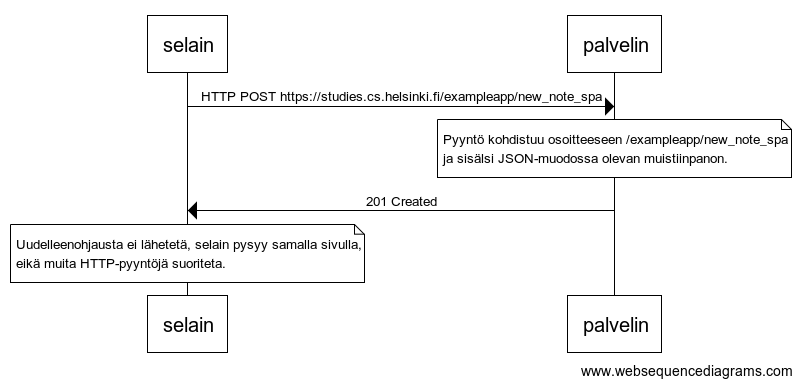 selain
palvelin
HTTP POST https://studies.cs.helsinki.fi/exampleapp/new_note_spa
Pyyntö kohdistuu osoitteeseen /exampleapp/new_note_spa
ja sisälsi JSON-muodossa olevan muistiinpanon.
201 Created
Uudelleenohjausta ei lähetetä, selain pysyy samalla sivulla,
eikä muita HTTP-pyyntöjä suoriteta.
selain
palvelin
www.websequencediagrams.com